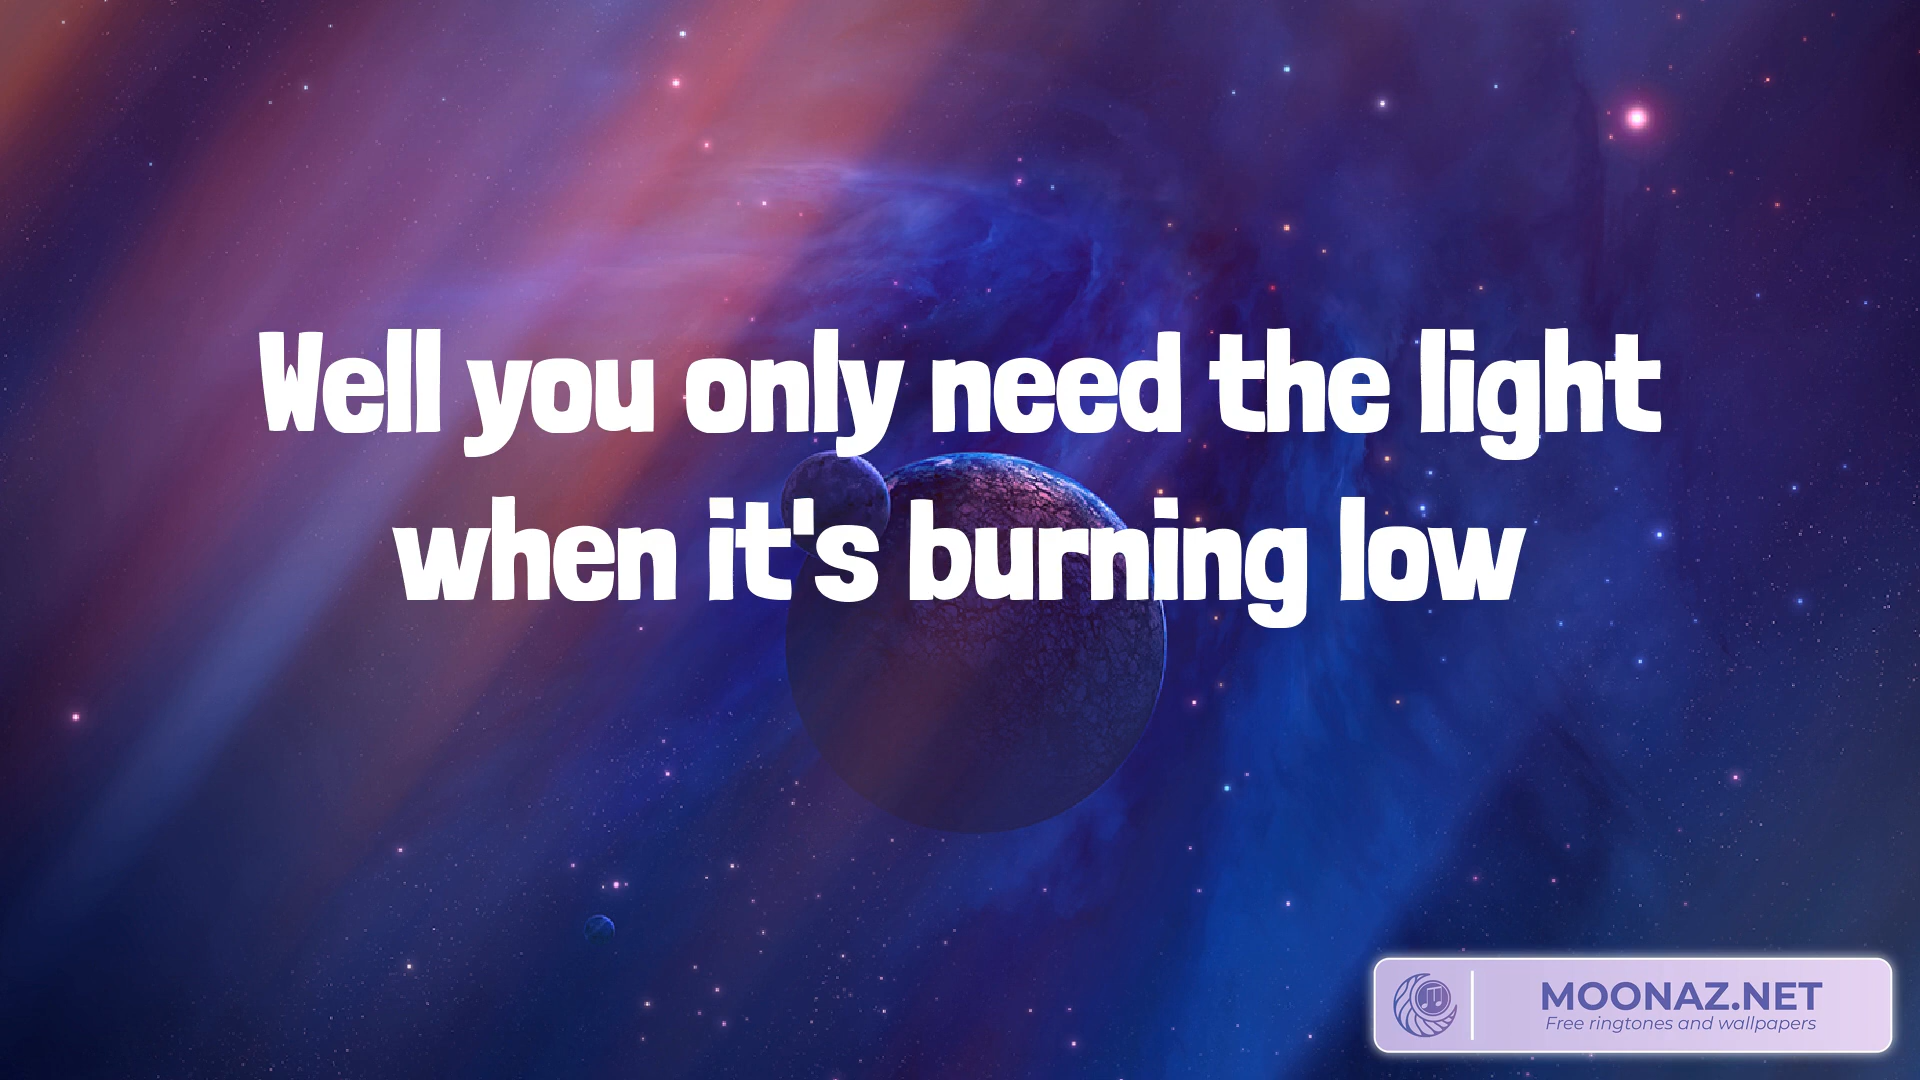 Well you only need the light
when it's burning low
MOONAZ.NET
Free ringtones and wallpapers